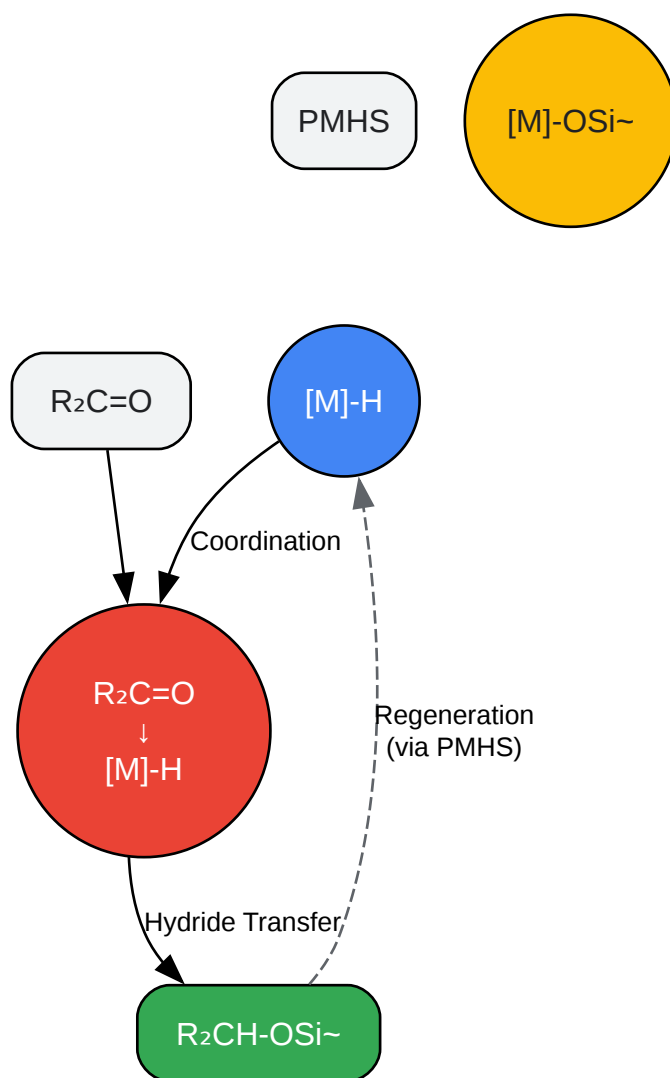 PMHS
[M]-OSi~
R₂C=O
[M]-H
Coordination
R₂C=O
↓
[M]-H
Regeneration
(via PMHS)
Hydride Transfer
R₂CH-OSi~